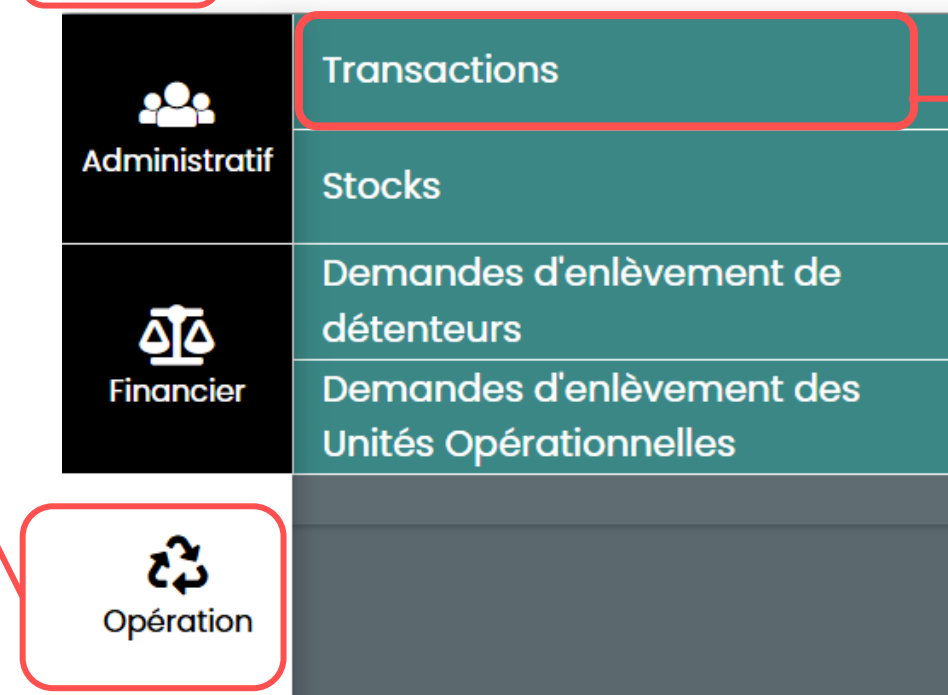 Administratif
Financier
Opération
Transactions
Stocks
Demandes d'enlèvement de
détenteurs
Demandes d'enlèvement des
Unités Opérationnelles